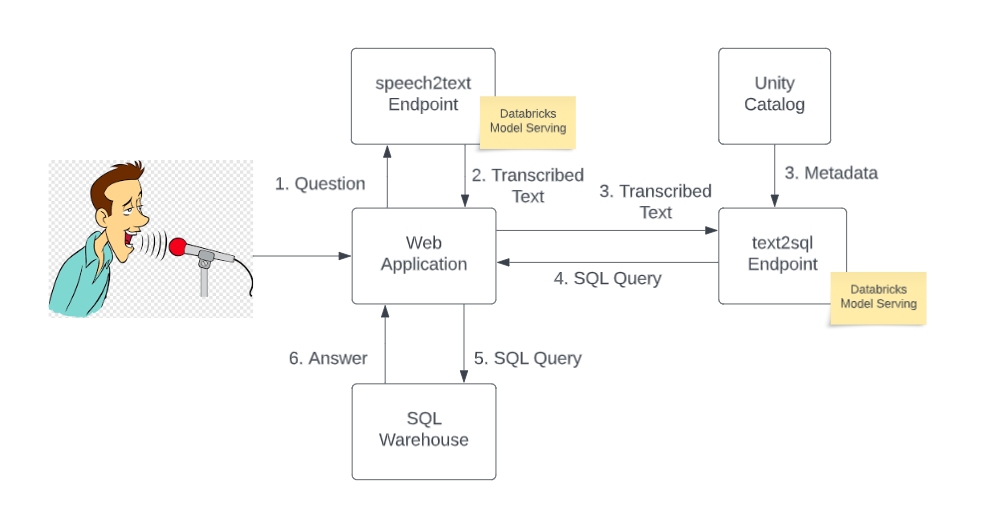 speech2text
Endpoint
Databricks
Model Serving
Unity
Catalog
1. Question
2. Transcribed
Text
3. Transcribed
Text
3. Metadata
Web
Application
text2sql
Endpoint
4. SQL Query
Databricks
Model Serving
6. Answer
5. SQL Query
SQL
Warehouse